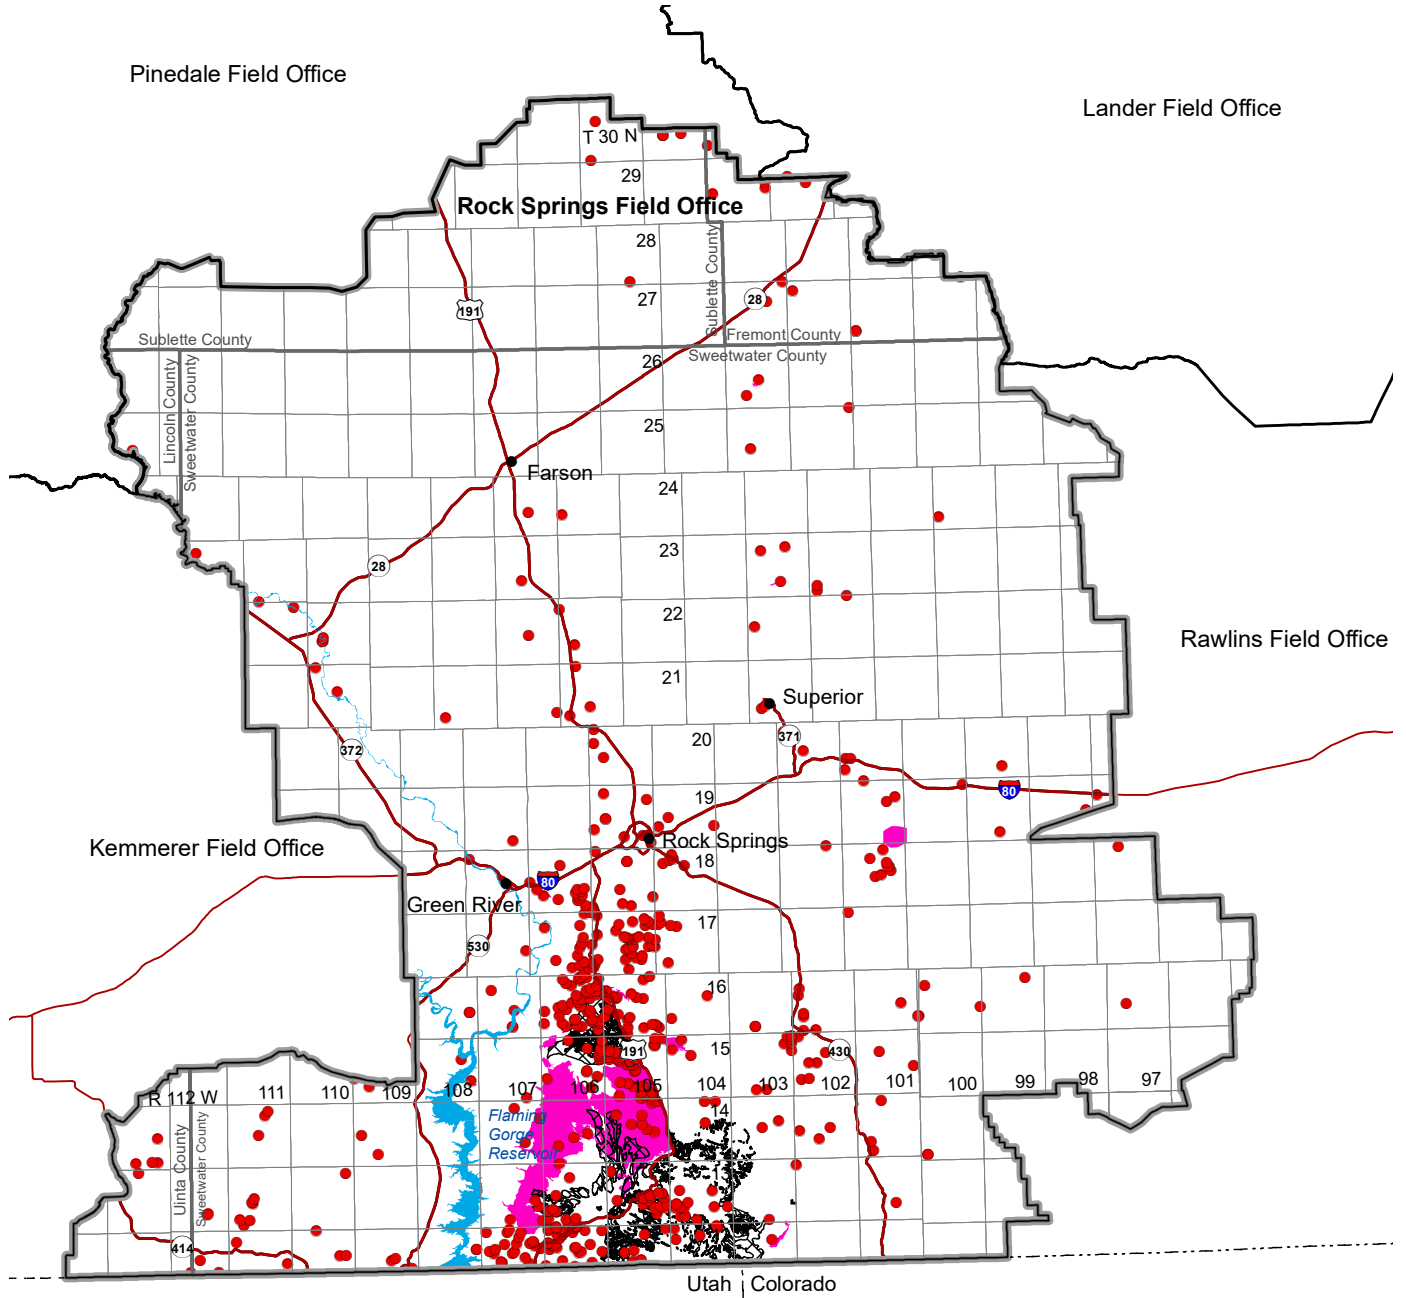 Pinedale Field Office
Lander Field Office
T 30 N
29
Rock Springs Field Office
28
Sublette County
27
28
191
Sublette County
Fremont County
Sweetwater County
26
Lincoln County
Sweetwater County
25
Farson
24
23
28
22
Rawlins Field Office
21
Superior
20
371
372
19
80
Rock Springs
Kemmerer Field Office
18
80
Green River
17
530
16
15
191
430
R 112 W
111
110
109
108
107
106
105
104
103
102
101
100
99
98
97
14
Flaming
Gorge
Reservoir
Uinta County
Sweetwater County
13
414
Utah
Colorado